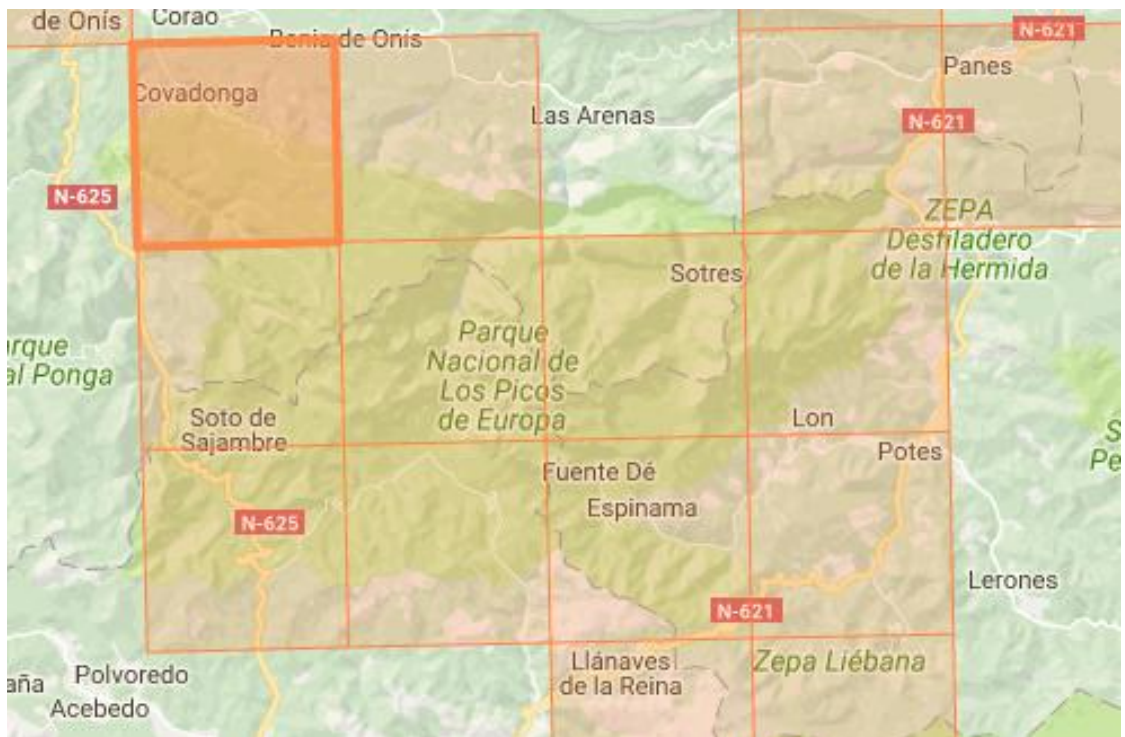 de Onís
Corao
Benia de Onís
N-621
Covadonga
Panes
Las Arenas
N-621
N-625
ZEPA
Desfiladero
de la Hermida
Sotres
Parque
Nacional de
Los Picos
de Europa
al Ponga
Soto de
Sajambre
Lon
Potes
Fuente Dé
Espinama
N-625
Lerones
N-621
Llánaves
de la Reina
Zepa Liébana
Polvoredo
Acebedo